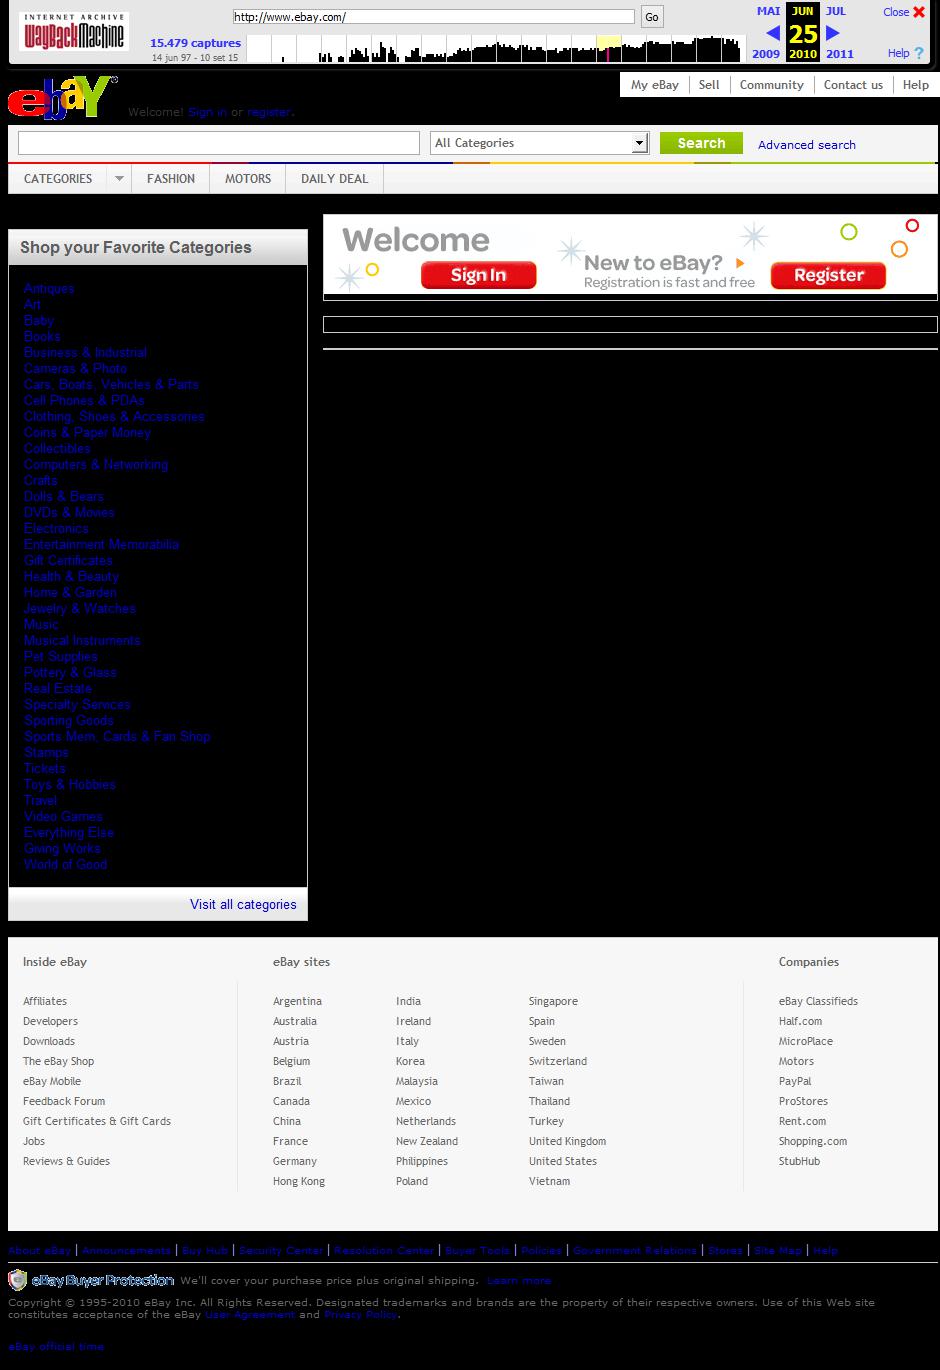 INTERNET ARCHIVE
WayBackMachine
http://www.ebay.com/
Go
15.479 captures
14 jun 97 - 10 set 15
MAI JUN JUL
25
2009 2010 2011
Close
Help ?
ebay
Welcome! Sign in or register.
My eBay Sell Community Contact us Help
All Categories
Search
Advanced search
CATEGORIES FASHION MOTORS DAILY DEAL
Shop your Favorite Categories
Antiques
Art
Baby
Books
Business & Industrial
Cameras & Photo
Cars, Boats, Vehicles & Parts
Cell Phones & PDAs
Clothing, Shoes & Accessories
Coins & Paper Money
Collectibles
Computers & Networking
Crafts
Dolls & Bears
DVDs & Movies
Electronics
Entertainment Memorabilia
Gift Certificates
Health & Beauty
Home & Garden
Jewelry & Watches
Music
Musical Instruments
Pet Supplies
Pottery & Glass
Real Estate
Specialty Services
Sporting Goods
Sports Mem, Cards & Fan Shop
Stamps
Tickets
Toys & Hobbies
Travel
Video Games
Everything Else
Giving Works
World of Good
Visit all categories
Welcome
Sign In
New to eBay?
Registration is fast and free
Register
Inside eBay
Affiliates
Developers
Downloads
The eBay Shop
eBay Mobile
Feedback Forum
Gift Certificates & Gift Cards
Jobs
Reviews & Guides
eBay sites
Argentina
Australia
Austria
Belgium
Brazil
Canada
China
France
Germany
Hong Kong
India
Ireland
Italy
Korea
Malaysia
Mexico
Netherlands
New Zealand
Philippines
Poland
Singapore
Spain
Sweden
Switzerland
Taiwan
Thailand
Turkey
United Kingdom
United States
Vietnam
Companies
eBay Classifieds
Half.com
MicroPlace
Motors
PayPal
ProStores
Rent.com
Shopping.com
StubHub
About eBay | Announcements | Buy Hub | Security Center | Resolution Center | Buyer Tools | Policies | Government Relations | Stores | Site Map | Help
eBay Buyer Protection We'll cover your purchase price plus original shipping. Learn more
Copyright © 1995-2010 eBay Inc. All Rights Reserved. Designated trademarks and brands are the property of their respective owners. Use of this Web site
constitutes acceptance of the eBay User Agreement and Privacy Policy.
eBay official time